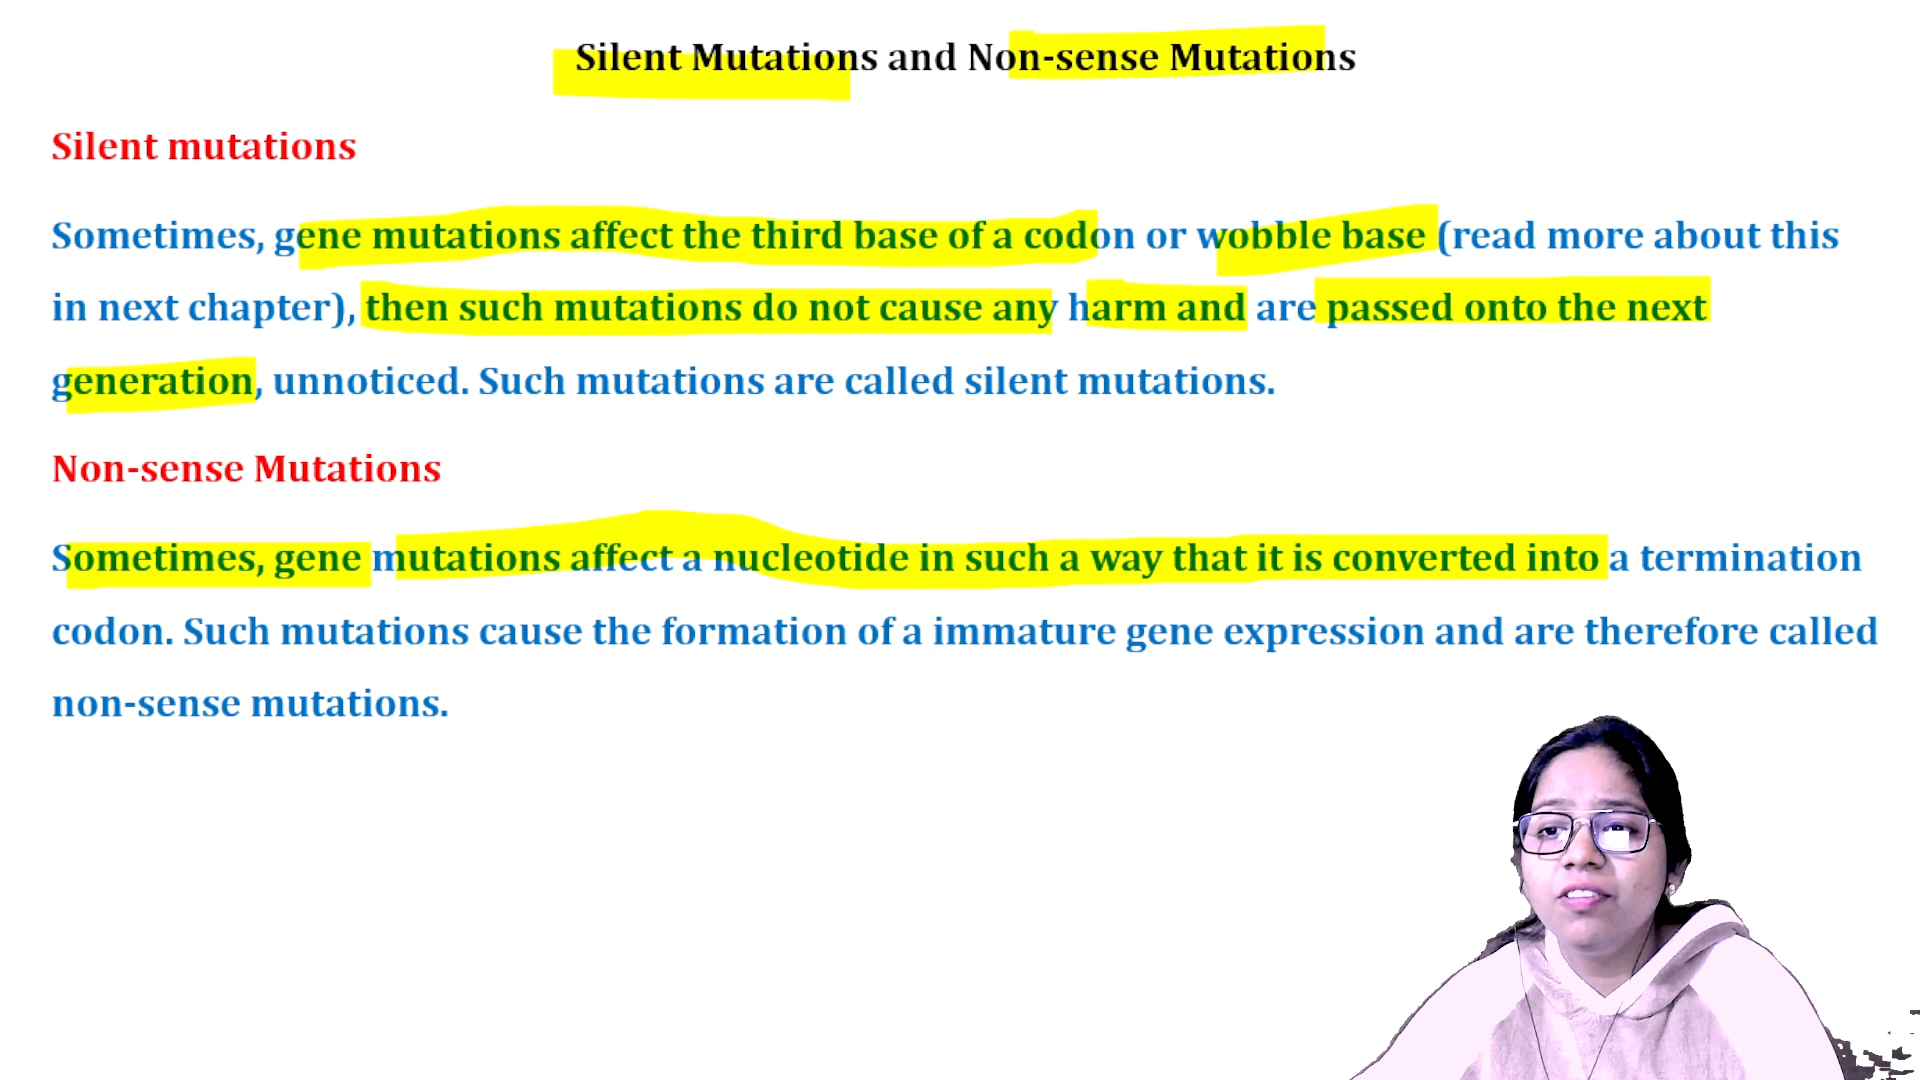 Silent Mutations and Non-sense Mutations
Silent mutations
Sometimes, gene mutations affect the third base of a codon or wobble base (read more about this
in next chapter), then such mutations do not cause any harm and are passed onto the next
generation, unnoticed. Such mutations are called silent mutations.
Non-sense Mutations
Sometimes, gene mutations affect a nucleotide in such a way that it is converted into a termination
codon. Such mutations cause the formation of a immature gene expression and are therefore called
non-sense mutations.